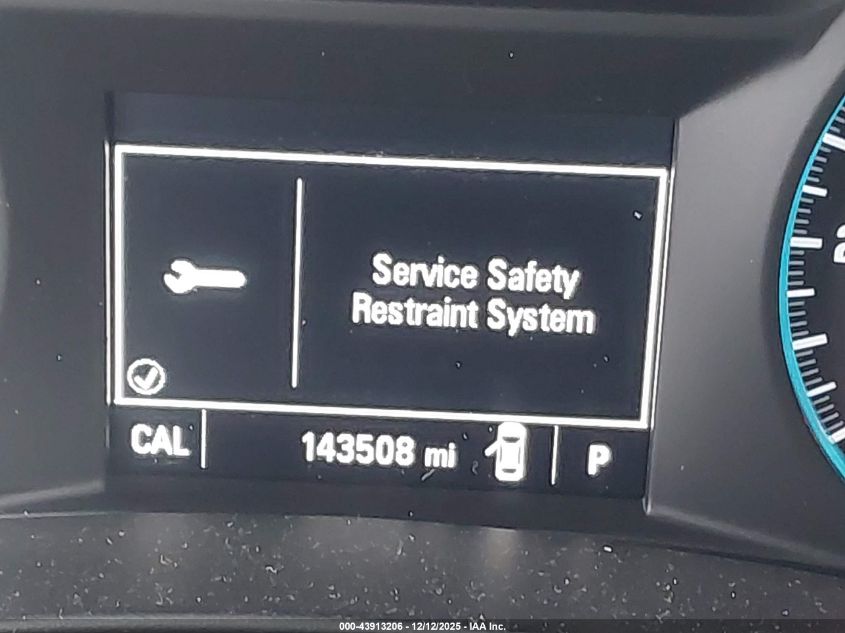 Service Safety
Restraint System
CAL 143508 mi P
000-43913206 - 12/12/2025 - IAA Inc.